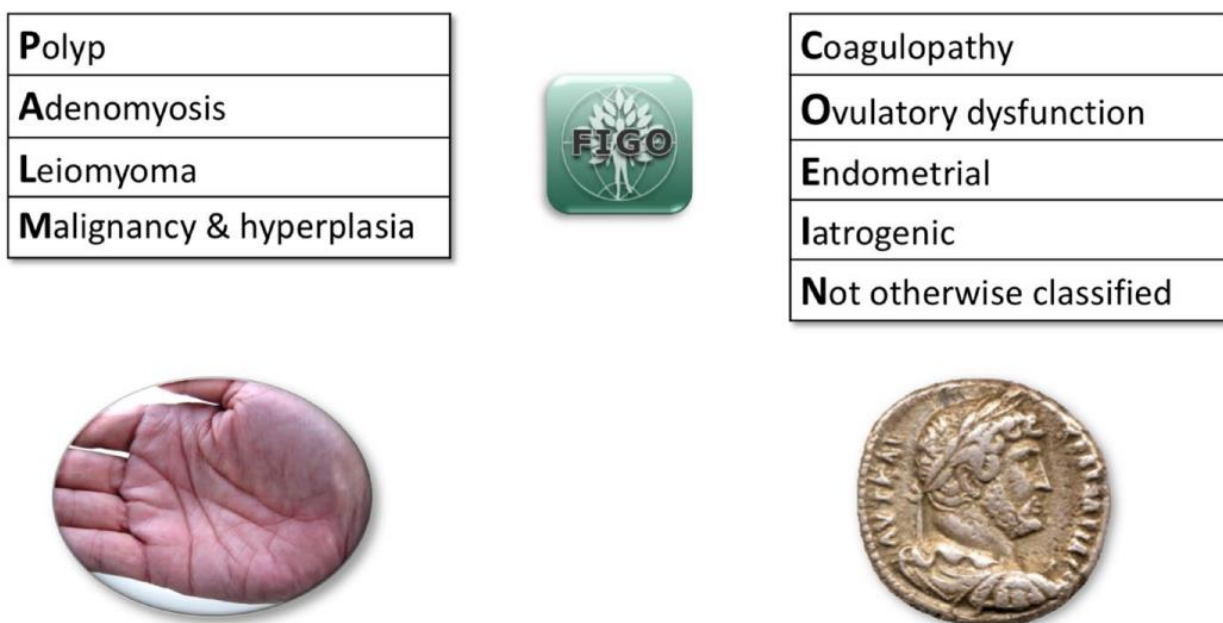 Polyp
Adenomyosis
Leiomyoma
Malignancy & hyperplasia
FIGO
Coagulopathy
Ovulatory dysfunction
Endometrial
Iatrogenic
Not otherwise classified